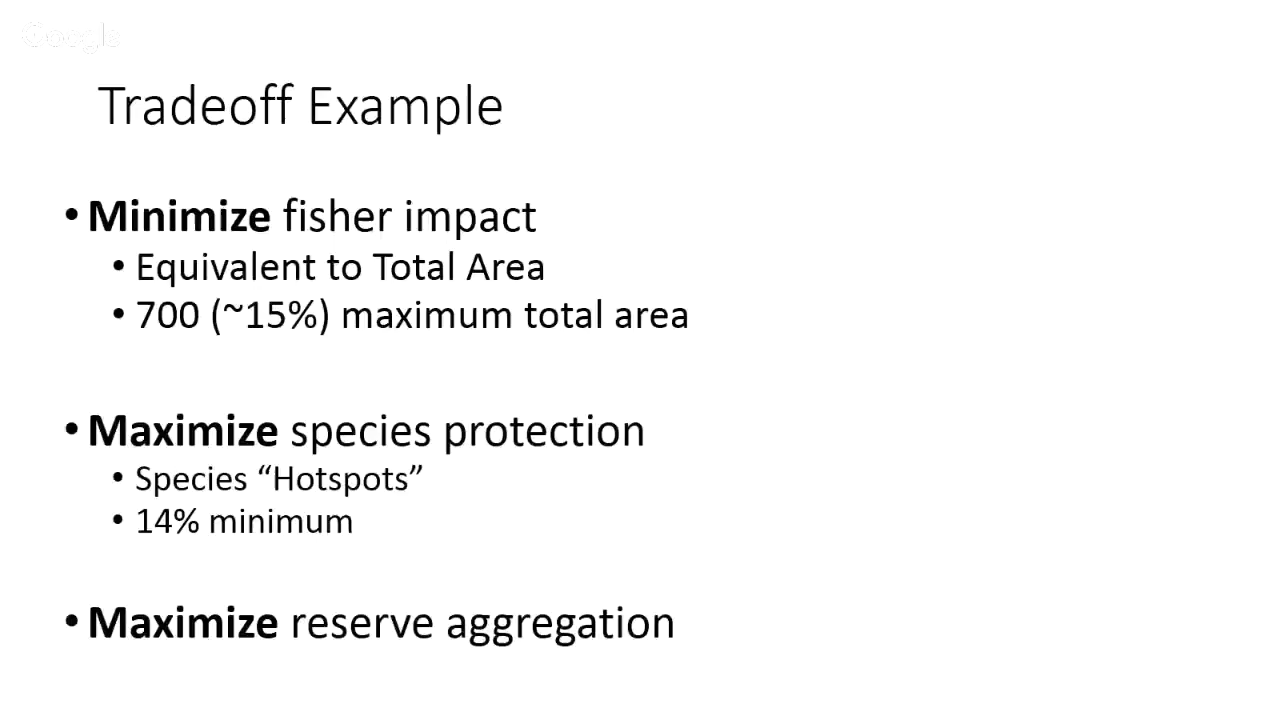 Google
Tradeoff Example
• Minimize fisher impact
• Equivalent to Total Area
• 700 (~15%) maximum total area
• Maximize species protection
• Species “Hotspots”
• 14% minimum
• Maximize reserve aggregation